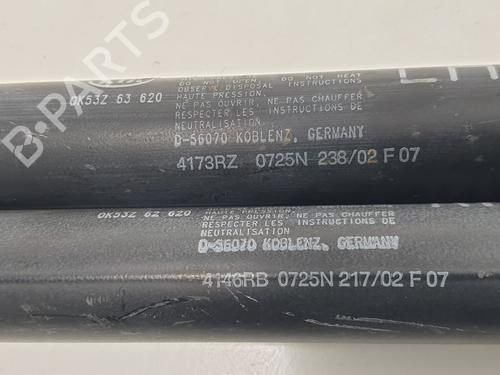 DO NOT OPEN, DO NOT HEAT
OBSERVE DISPOSAL INSTRUCTIONS
HAUTE PRESSION.
NE PAS OUVRIR, NE PAS CHAUFFER
RESPECTER LES INSTRUCTIONS DE
NEUTRALISATION
0K53Z 63 620
D-56070 KOBLENZ, GERMANY
4173RZ 0725N 238/02 F 07
HAUTE PRESSION.
NE PAS OUVRIR, NE PAS CHAUFFER
RESPECTER LES INSTRUCTIONS DE
NEUTRALISATION
0K53Z 62 620
D-56070 KOBLENZ, GERMANY
4146RB 0725N 217/02 F 07
B-Parts